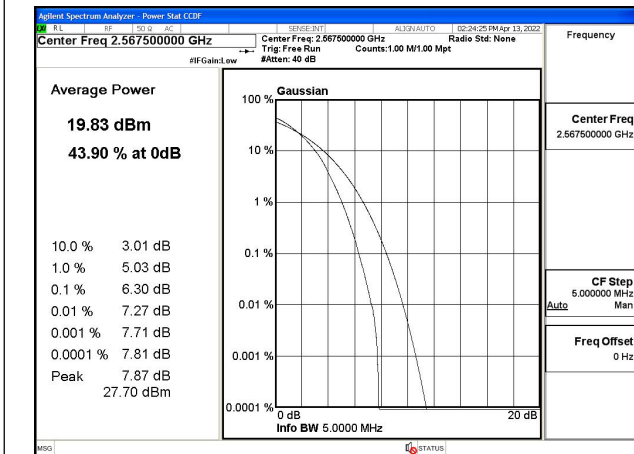 Agilent Spectrum Analyzer - Power Stat CCDF
RL RF 50 Ω AC SENSE:INT ALIGNAUTO 02:24:25 PM Apr 13, 2022
Center Freq 2.567500000 GHz
Center Freq: 2.567500000 GHz Radio Std: None
Trig: Free Run Counts:1.00 M/1.00 Mpt
#IFGain:Low #Atten: 40 dB
Frequency
Average Power
19.83 dBm
43.90 % at 0dB
10.0 % 3.01 dB
1.0 % 5.03 dB
0.1 % 6.30 dB
0.01 % 7.27 dB
0.001 % 7.71 dB
0.0001 % 7.81 dB
Peak 7.87 dB
27.70 dBm
Gaussian
100 %
10 %
1 %
0.1 %
0.01 %
0.001 %
0.0001 %
0 dB 20 dB
Info BW 5.0000 MHz
Center Freq
2.567500000 GHz
CF Step
5.000000 MHz
Auto Man
Freq Offset
0 Hz
MSG STATUS